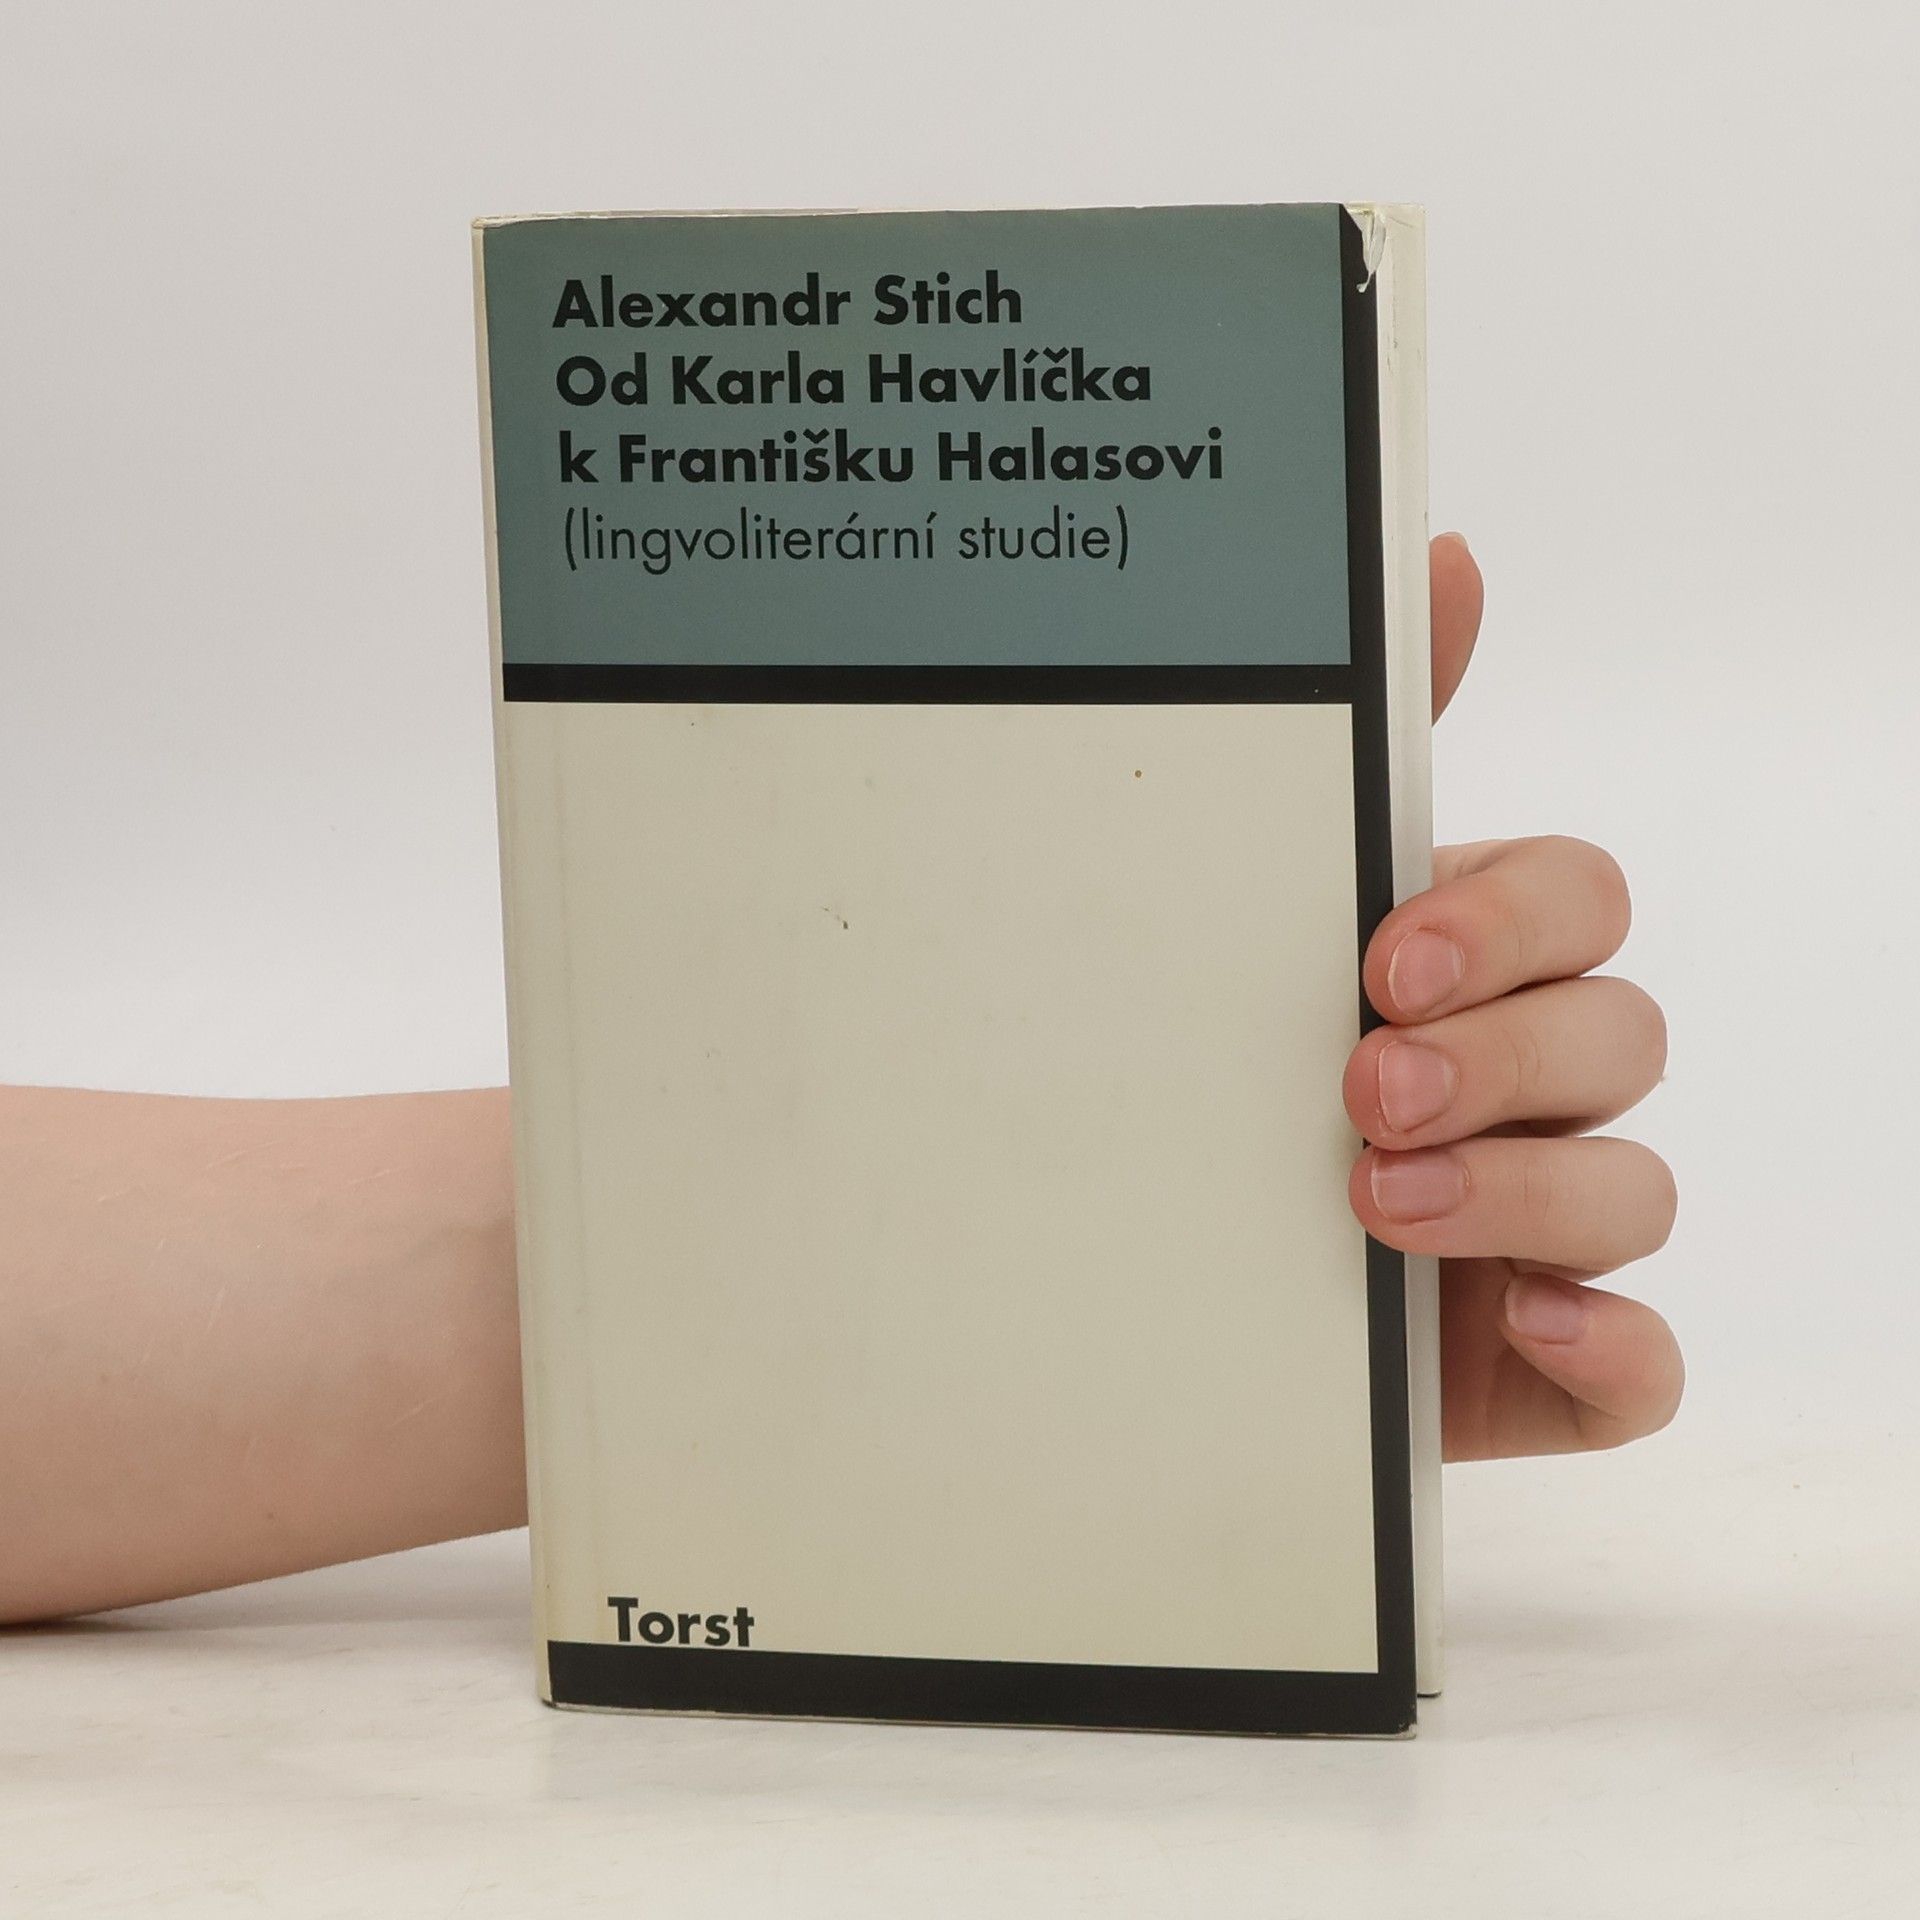 Alexandr Stich
Od Karla Havlíčka
k Františku Halasovi
(lingvoliterární studie)
Torst